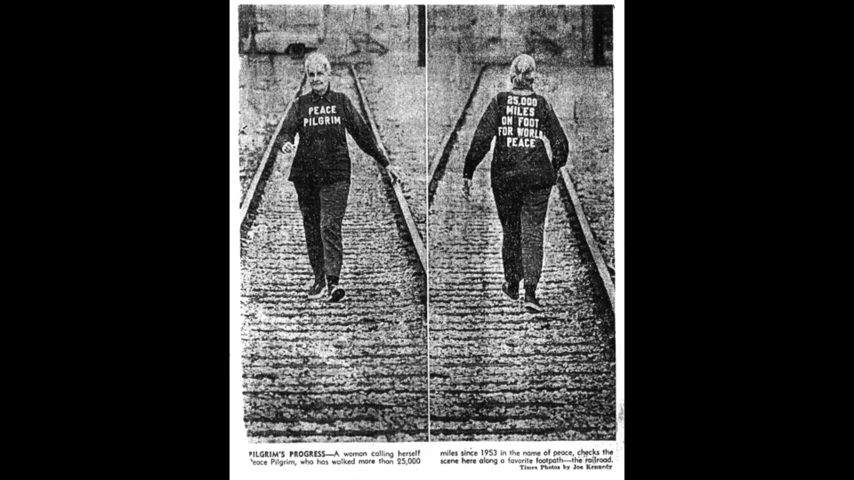 PEACE
PILGRIM
25,000
MILES
ON FOOT
FOR WORLD
PEACE
PILGRIM'S PROGRESS—A woman calling herself
Peace Pilgrim, who has walked more than 25,000
miles since 1953 in the name of peace, checks the
scene here along a favorite footpath—the railroad.
Times Photos by Joe Kennedy